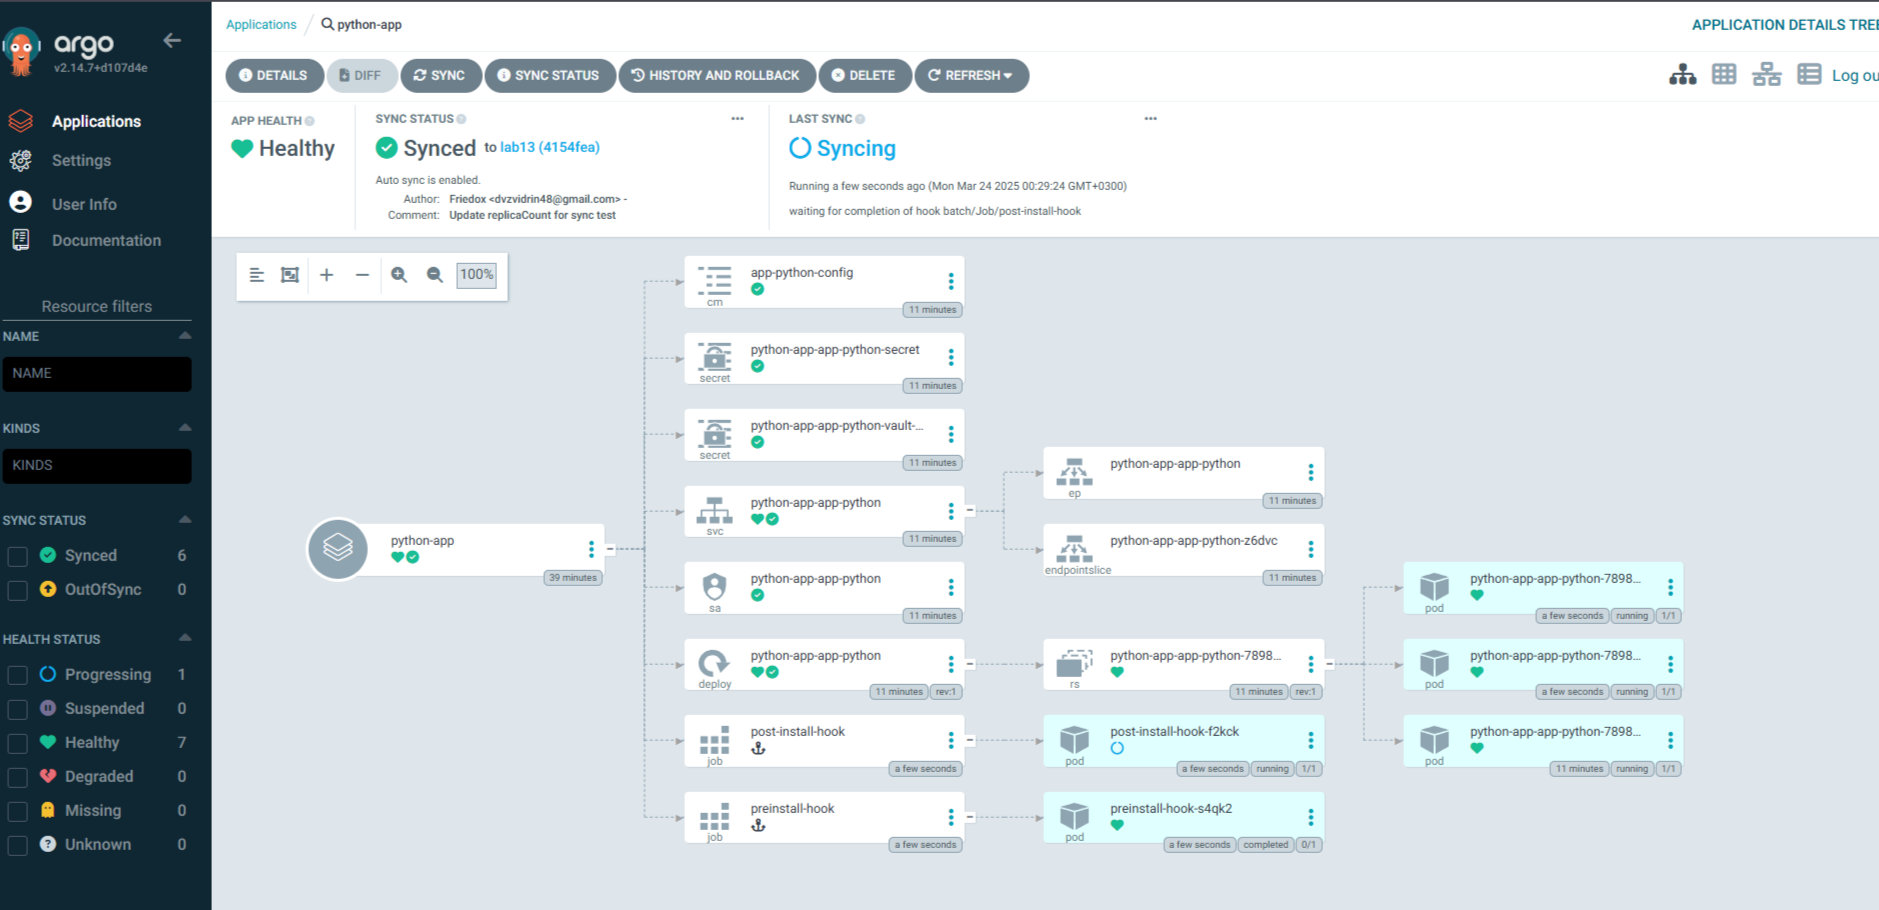 argo
v2.14.7+d107d4e
Applications
Settings
User Info
Documentation
Resource filters
NAME
NAME
KINDS
KINDS
SYNC STATUS
Synced 6
OutOfSync 0
HEALTH STATUS
Progressing 1
Suspended 0
Healthy 7
Degraded 0
Missing 0
Unknown 0
Applications / python-app
APPLICATION DETAILS TREE
DETAILS DIFF SYNC SYNC STATUS HISTORY AND ROLLBACK DELETE REFRESH
Log ou
APP HEALTH
Healthy
SYNC STATUS
Synced to lab13 (4154fea)
Auto sync is enabled.
Author: Friedox <dvzvidrin48@gmail.com> -
Comment: Update replicaCount for sync test
LAST SYNC
Syncing
Running a few seconds ago (Mon Mar 24 2025 00:29:24 GMT+0300)
waiting for completion of hook batch/Job/post-install-hook
100%
python-app
39 minutes
app-python-config
cm
11 minutes
python-app-app-python-secret
secret
11 minutes
python-app-app-python-vault-...
secret
11 minutes
python-app-app-python
svc
11 minutes
python-app-app-python
sa
11 minutes
python-app-app-python
deploy
11 minutes rev:1
post-install-hook
job
a few seconds
preinstall-hook
job
a few seconds
python-app-app-python
ep
11 minutes
python-app-app-python-z6dvc
endpointslice
11 minutes
python-app-app-python-7898...
rs
11 minutes rev:1
post-install-hook-f2kck
pod
a few seconds running 1/1
preinstall-hook-s4qk2
pod
a few seconds completed 0/1
python-app-app-python-7898...
pod
a few seconds running 1/1
python-app-app-python-7898...
pod
a few seconds running 1/1
python-app-app-python-7898...
pod
11 minutes running 1/1